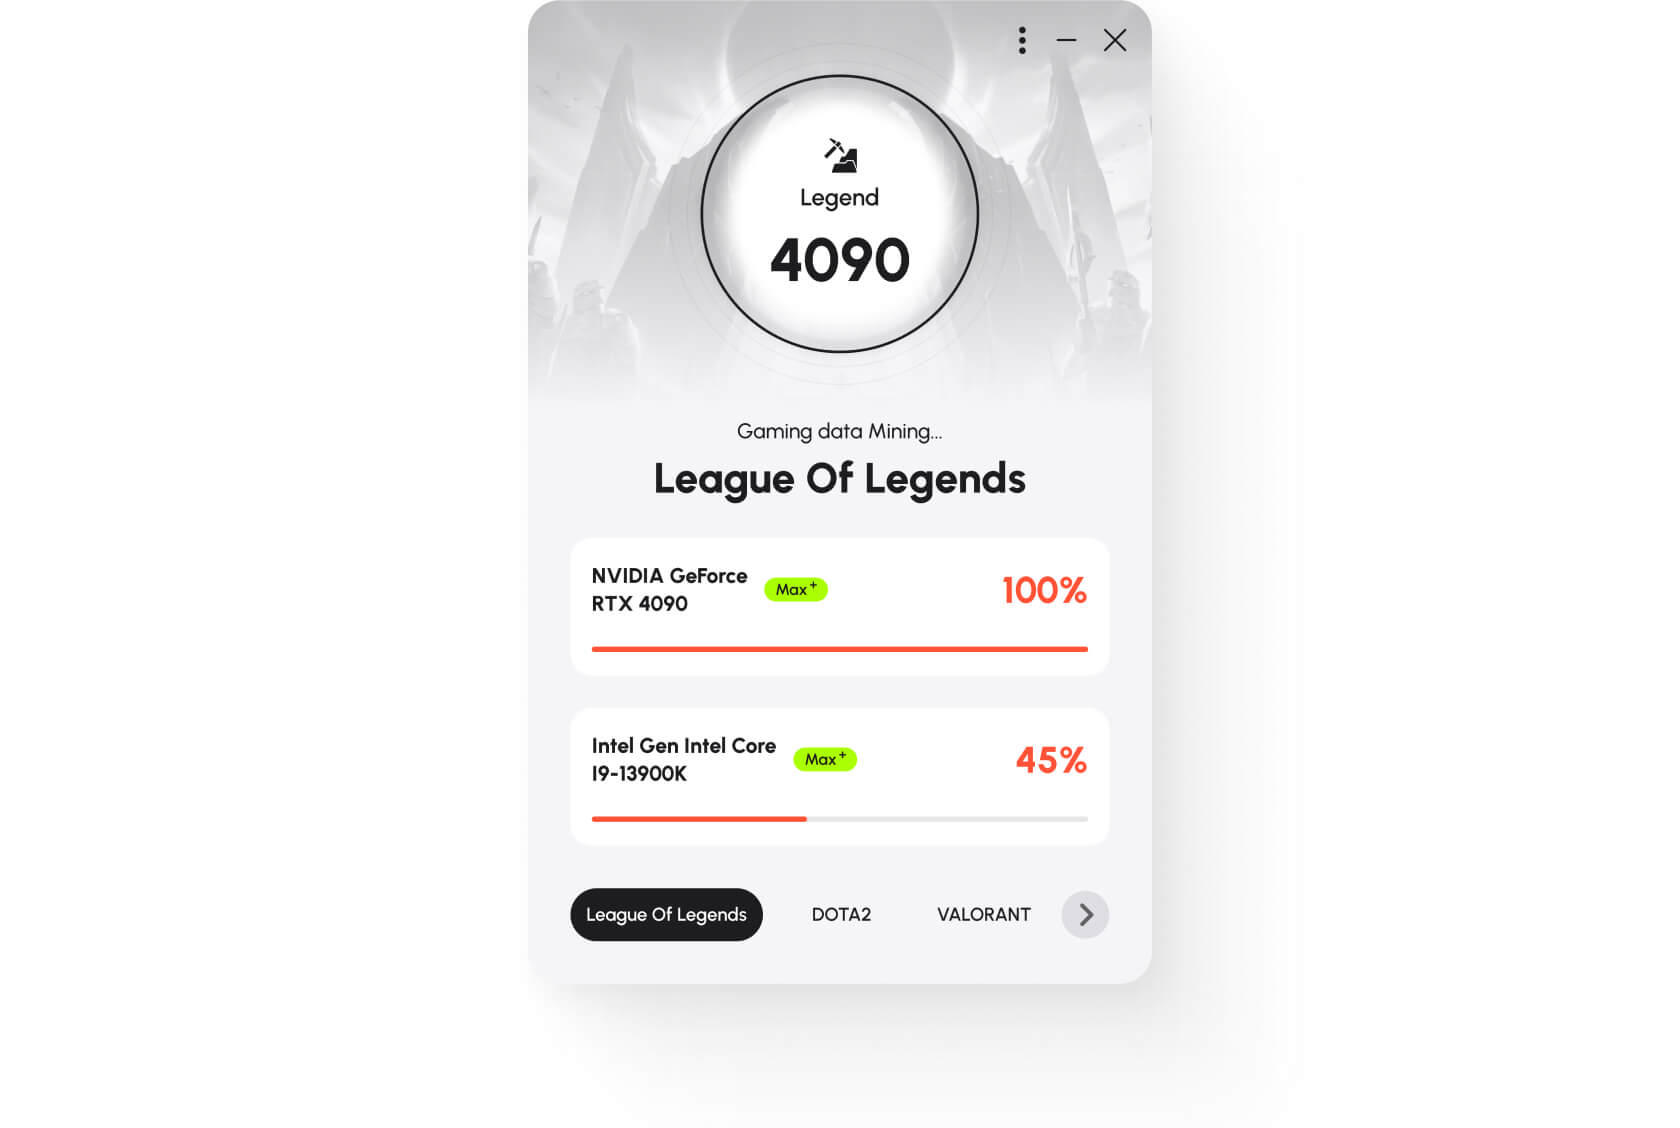 Legend
4090
Gaming data Mining...
League Of Legends
NVIDIA GeForce
RTX 4090
Max+
100%
Intel Gen Intel Core
I9-13900K
Max+
45%
League Of Legends DOTA2 VALORANT